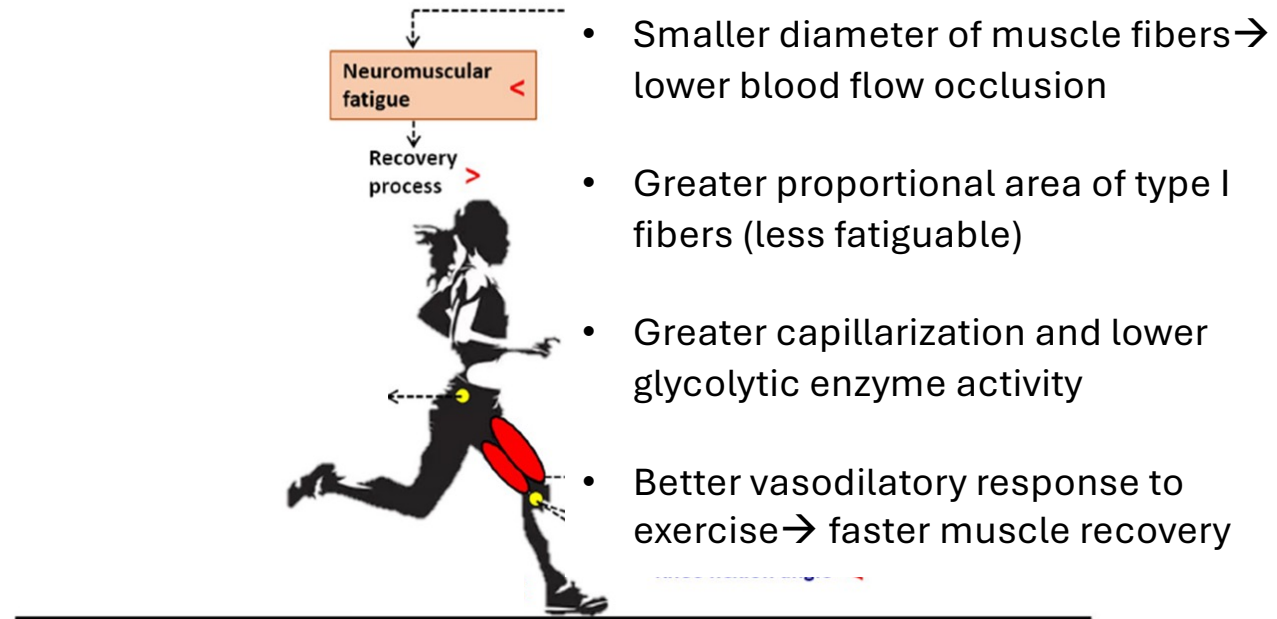 Neuromuscular
fatigue <
Recovery
process >
• Smaller diameter of muscle fibers→
lower blood flow occlusion
• Greater proportional area of type I
fibers (less fatiguable)
• Greater capillarization and lower
glycolytic enzyme activity
• Better vasodilatory response to
exercise→ faster muscle recovery